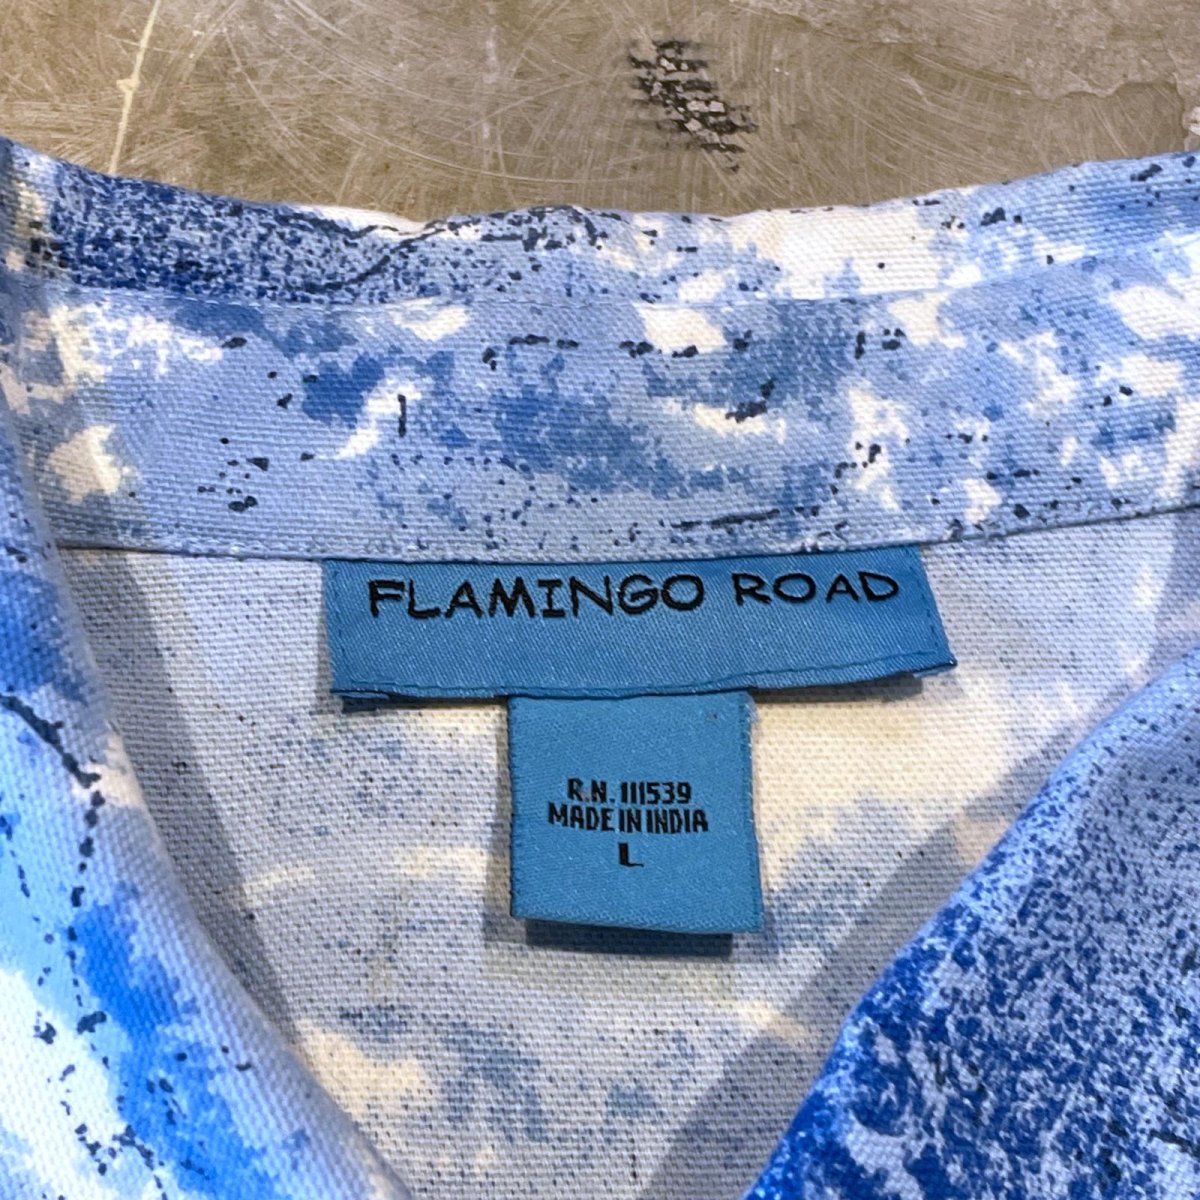 FLAMINGO ROAD
R.N. 111539
MADE IN INDIA
L